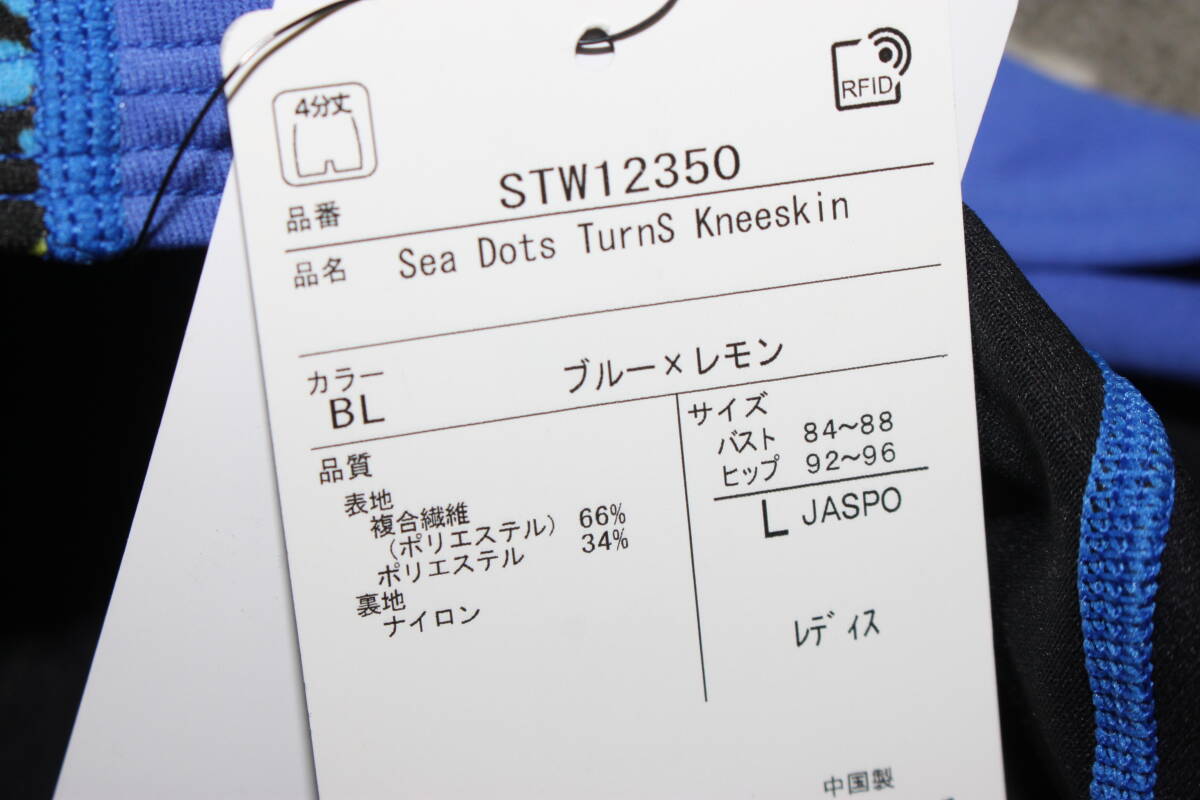 4分丈
RFID
品番 STW12350
品名 Sea Dots TurnS Kneeskin
カラー
BL ブルー×レモン
品質
表地
複合繊維
(ポリエステル) 66%
ポリエステル 34%
裏地
ナイロン
サイズ
バスト 84~88
ヒップ 92~96
L JASPO
レディス
中国製